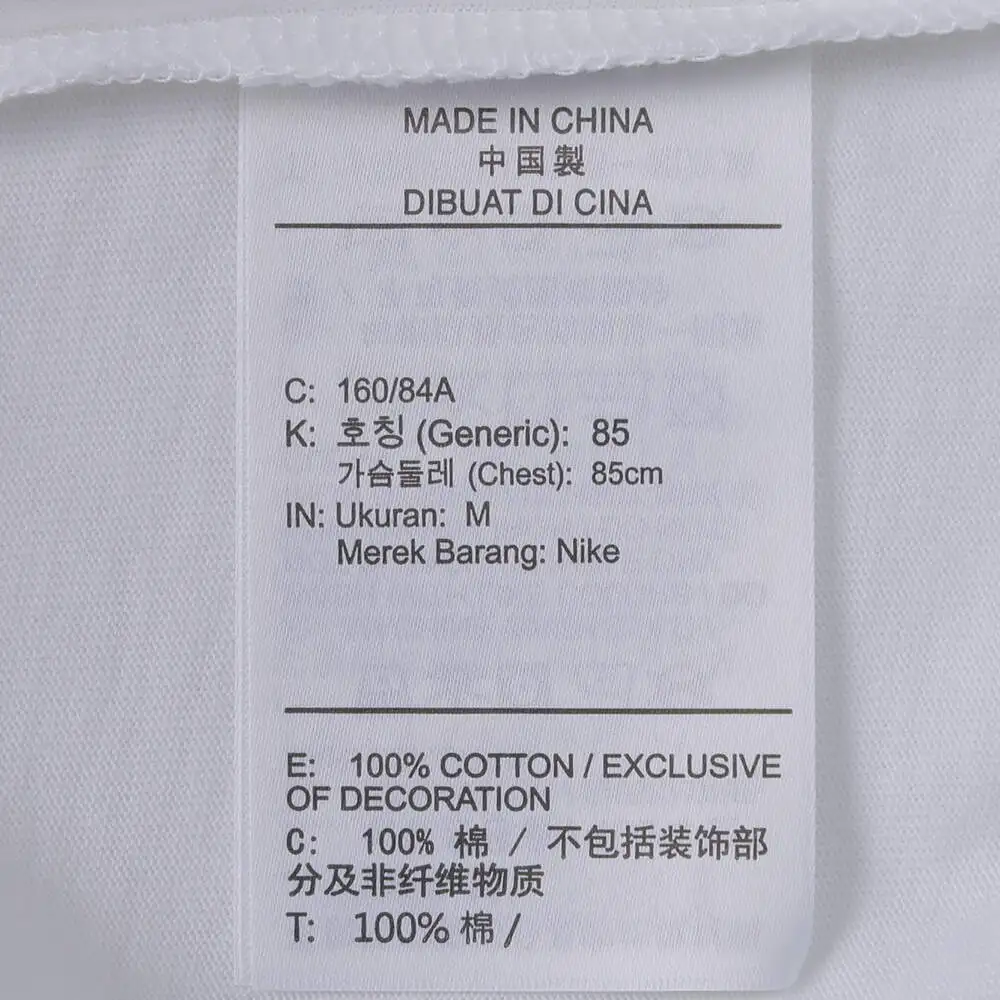 MADE IN CHINA
中国製
DIBUAT DI CINA
C: 160/84A
K: 호칭 (Generic): 85
가슴둘레 (Chest): 85cm
IN: Ukuran: M
Merek Barang: Nike
E: 100% COTTON / EXCLUSIVE
OF DECORATION
C: 100% 棉 / 不包括装饰部
分及非纤维物质
T: 100% 棉 /